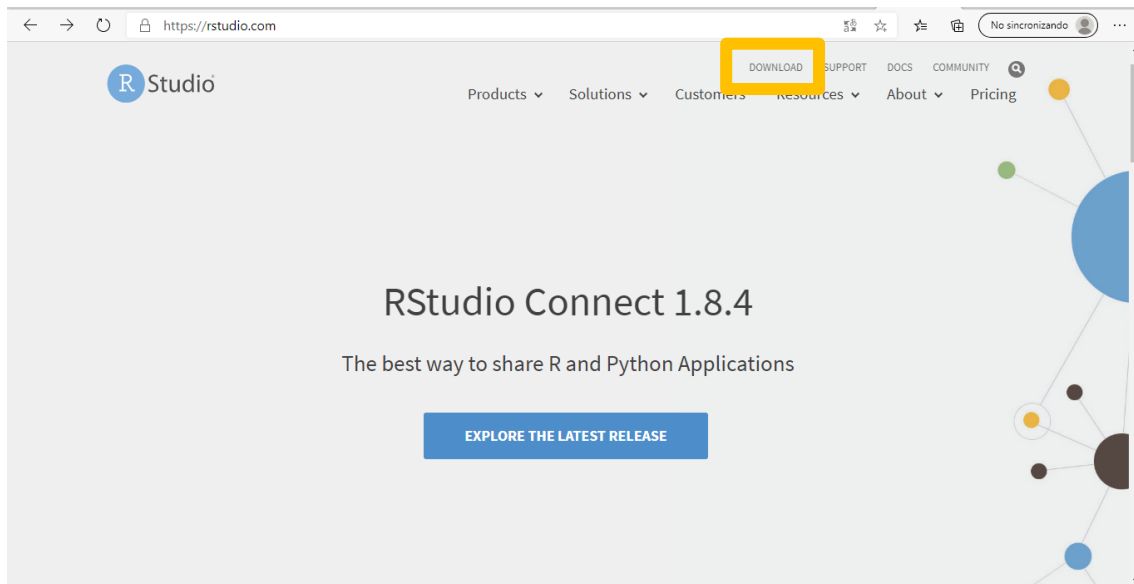 https://rstudio.com
No sincronizando
DOWNLOAD SUPPORT DOCS COMMUNITY
R Studio
Products Solutions Customers Resources About Pricing
RStudio Connect 1.8.4
The best way to share R and Python Applications
EXPLORE THE LATEST RELEASE